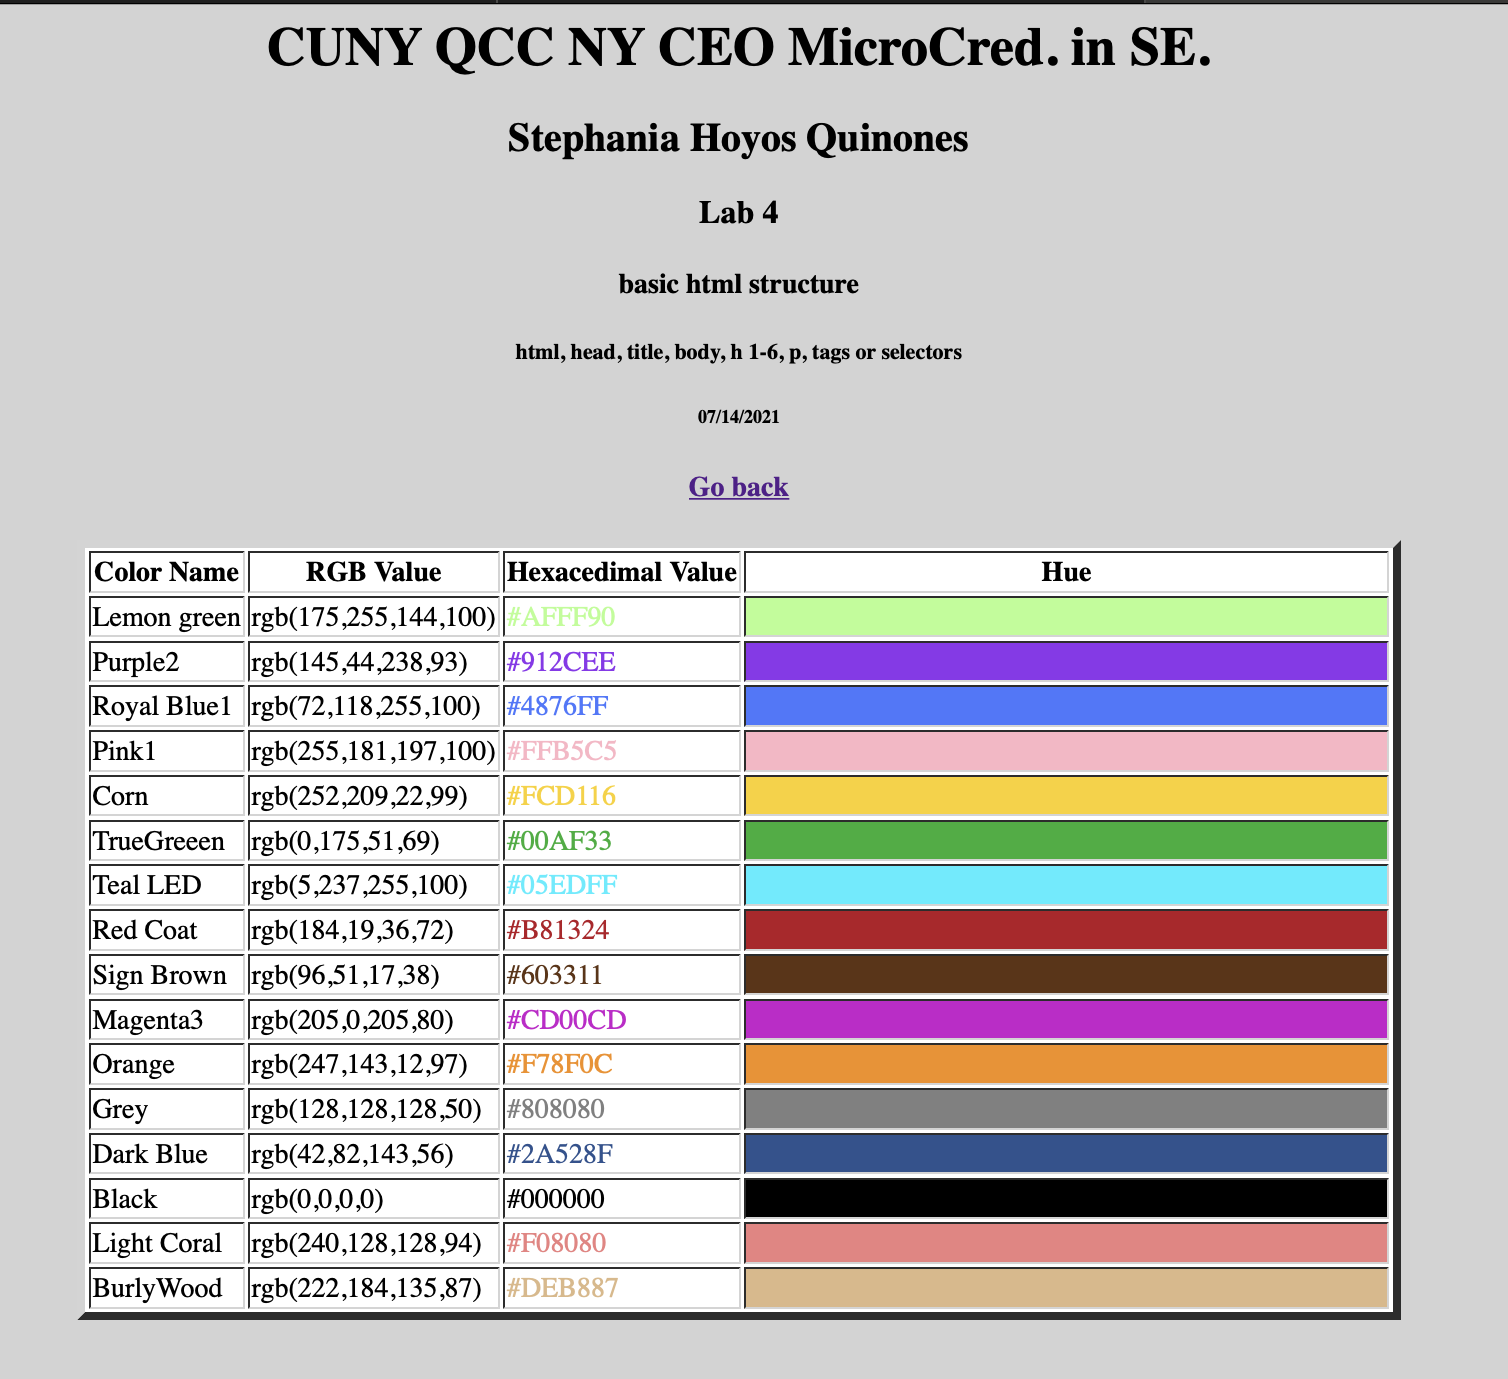 CUNY QCC NY CEO MicroCred. in SE.
Stephania Hoyos Quinones
Lab 4
basic html structure
html, head, title, body, h 1-6, p, tags or selectors
07/14/2021
Go back
Color Name RGB Value Hexacedimal Value Hue
Lemon green rgb(175,255,144,100) #AFFF90
Purple2 rgb(145,44,238,93) #912CEE
Royal Blue1 rgb(72,118,255,100) #4876FF
Pink1 rgb(255,181,197,100) #FFB5C5
Corn rgb(252,209,22,99) #FCD116
TrueGreeen rgb(0,175,51,69) #00AF33
Teal LED rgb(5,237,255,100) #05EDFF
Red Coat rgb(184,19,36,72) #B81324
Sign Brown rgb(96,51,17,38) #603311
Magenta3 rgb(205,0,205,80) #CD00CD
Orange rgb(247,143,12,97) #F78F0C
Grey rgb(128,128,128,50) #808080
Dark Blue rgb(42,82,143,56) #2A528F
Black rgb(0,0,0,0) #000000
Light Coral rgb(240,128,128,94) #F08080
BurlyWood rgb(222,184,135,87) #DEB887